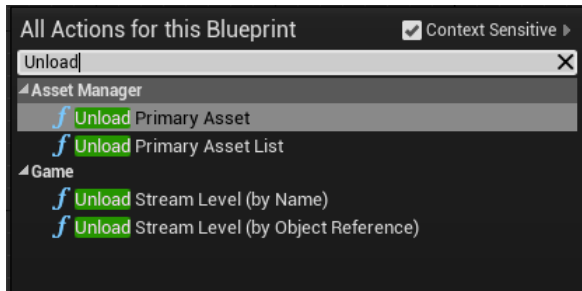 All Actions for this Blueprint Context Sensitive
Unload
Asset Manager
f Unload Primary Asset
f Unload Primary Asset List
Game
f Unload Stream Level (by Name)
f Unload Stream Level (by Object Reference)